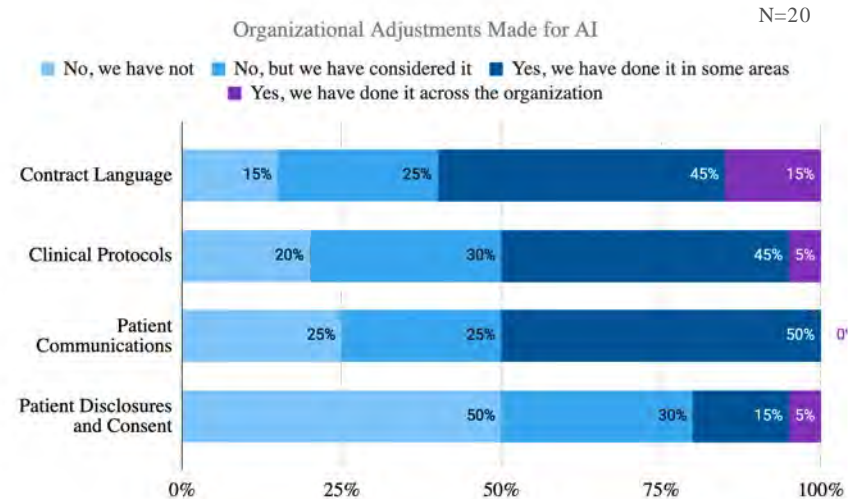 N=20
Organizational Adjustments Made for AI
No, we have not No, but we have considered it Yes, we have done it in some areas
Yes, we have done it across the organization
Contract Language 15% 25% 45% 15%
Clinical Protocols 20% 30% 45% 5%
Patient
Communications 25% 25% 50% 0%
Patient Disclosures
and Consent 50% 30% 15% 5%
0% 25% 50% 75% 100%